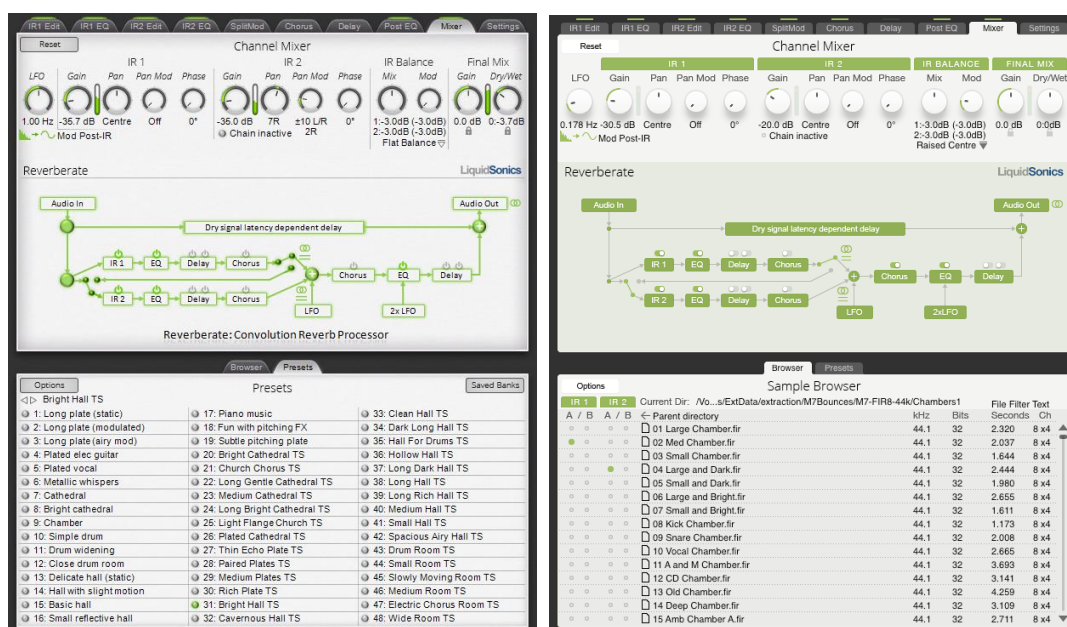 IR1 Edit IR1 EQ IR2 Edit IR2 EQ SplitMod Chorus Delay Post EQ Mixer Settings
Reset Channel Mixer
IR 1 IR 2 IR Balance Final Mix
LFO Gain Pan Pan Mod Phase Gain Pan Pan Mod Phase Mix Mod Gain Dry/Wet
1.00 Hz -35.7 dB Centre Off 0° -35.0 dB 7R ±10 L/R 0° 1:-3.0dB (-3.0dB) 0.0 dB 0:-3.7dB
Mod Post-IR Chain inactive 2R 2:-3.0dB (-3.0dB)
Flat Balance
Reverberate LiquidSonics
Audio In Audio Out
Dry signal latency dependent delay
IR 1 EQ Delay Chorus
Chorus EQ Delay
IR 2 EQ Delay Chorus
LFO 2x LFO
Reverberate: Convolution Reverb Processor
Browser Presets
Options Presets Saved Banks
Bright Hall TS
1: Long plate (static) 17: Piano music 33: Clean Hall TS
2: Long plate (modulated) 18: Fun with pitching FX 34: Dark Long Hall TS
3: Long plate (airy mod) 19: Subtle pitching plate 35: Hall For Drums TS
4: Plated elec guitar 20: Bright Cathedral TS 36: Hollow Hall TS
5: Plated vocal 21: Church Chorus TS 37: Long Dark Hall TS
6: Metallic whispers 22: Long Gentle Cathedral TS 38: Long Hall TS
7: Cathedral 23: Medium Cathedral TS 39: Long Rich Hall TS
8: Bright cathedral 24: Long Bright Cathedral TS 40: Medium Hall TS
9: Chamber 25: Light Flange Church TS 41: Small Hall TS
10: Simple drum 26: Plated Cathedral TS 42: Spacious Airy Hall TS
11: Drum widening 27: Thin Echo Plate TS 43: Drum Room TS
12: Close drum room 28: Paired Plates TS 44: Small Room TS
13: Delicate hall (static) 29: Medium Plates TS 45: Slowly Moving Room TS
14: Hall with slight motion 30: Rich Plate TS 46: Medium Room TS
15: Basic hall 31: Bright Hall TS 47: Electric Chorus Room TS
16: Small reflective hall 32: Cavernous Hall TS 48: Wide Room TS
IR1 Edit IR1 EQ IR2 Edit IR2 EQ SplitMod Chorus Delay Post EQ Mixer Settings
Reset Channel Mixer
IR 1 IR 2 IR BALANCE FINAL MIX
LFO Gain Pan Pan Mod Phase Gain Pan Pan Mod Phase Mix Mod Gain Dry/Wet
0.178 Hz -30.5 dB Centre Off 0° -20.0 dB Centre Off 0° 1:-3.0dB (-3.0dB) 0.0 dB 0:0dB
Mod Post-IR Chain inactive 2:-3.0dB (-3.0dB)
Raised Centre
Reverberate LiquidSonics
Audio In Audio Out
Dry signal latency dependent delay
IR 1 EQ Delay Chorus
Chorus EQ Delay
IR 2 EQ Delay Chorus
LFO 2xLFO
Browser Presets
Options Sample Browser
IR 1 IR 2 Current Dir: /Vo...s/ExtData/extraction/M7Bounces/M7-FIR8-44k/Chambers1 File Filter Text
A / B A / B Parent directory kHz Bits Seconds Ch
01 Large Chamber.fir 44.1 32 2.320 8 x4
02 Med Chamber.fir 44.1 32 2.037 8 x4
03 Small Chamber.fir 44.1 32 1.644 8 x4
04 Large and Dark.fir 44.1 32 2.444 8 x4
05 Small and Dark.fir 44.1 32 1.980 8 x4
06 Large and Bright.fir 44.1 32 2.655 8 x4
07 Small and Bright.fir 44.1 32 1.611 8 x4
08 Kick Chamber.fir 44.1 32 1.173 8 x4
09 Snare Chamber.fir 44.1 32 2.008 8 x4
10 Vocal Chamber.fir 44.1 32 2.665 8 x4
11 A and M Chamber.fir 44.1 32 3.693 8 x4
12 CD Chamber.fir 44.1 32 3.141 8 x4
13 Old Chamber.fir 44.1 32 4.259 8 x4
14 Deep Chamber.fir 44.1 32 3.109 8 x4
15 Amb Chamber A.fir 44.1 32 2.711 8 x4